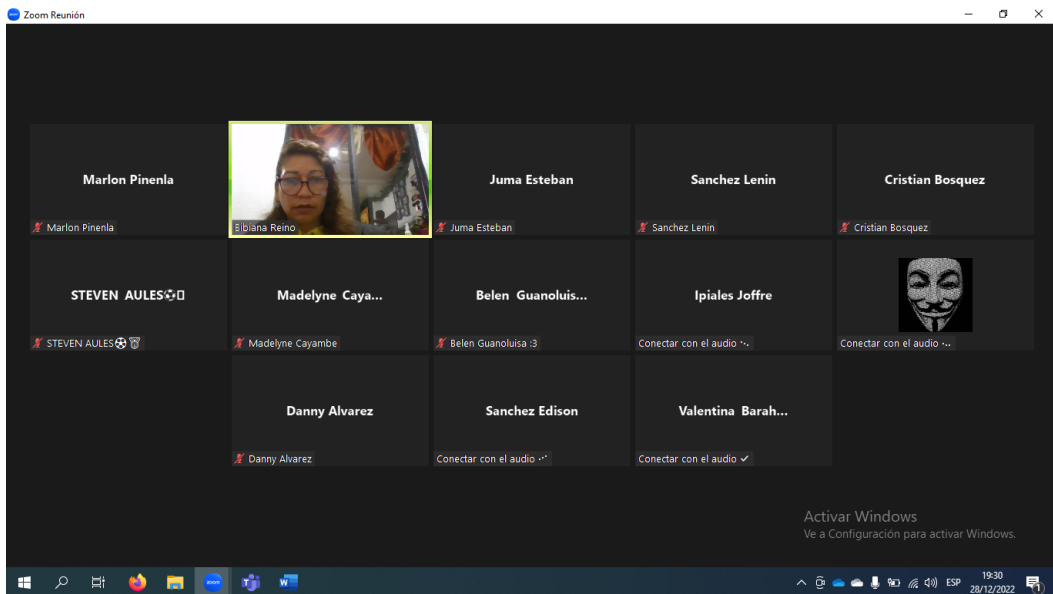 Zoom Reunión
Marlon Pinenla
Marlon Pinenla
Bibiana Reino
Juma Esteban
Juma Esteban
Sanchez Lenin
Sanchez Lenin
Cristian Bosquez
Cristian Bosquez
STEVEN AULES⚽▯
STEVEN AULES⚽
Madelyne Caya...
Madelyne Cayambe
Belen Guanoluis...
Belen Guanoluisa :3
Ipiales Joffre
Conectar con el audio
Conectar con el audio
Danny Alvarez
Danny Alvarez
Sanchez Edison
Conectar con el audio
Valentina Barah...
Conectar con el audio ✓
Activar Windows
Ve a Configuración para activar Windows.
zoom
W
ESP
19:30
28/12/2022
1